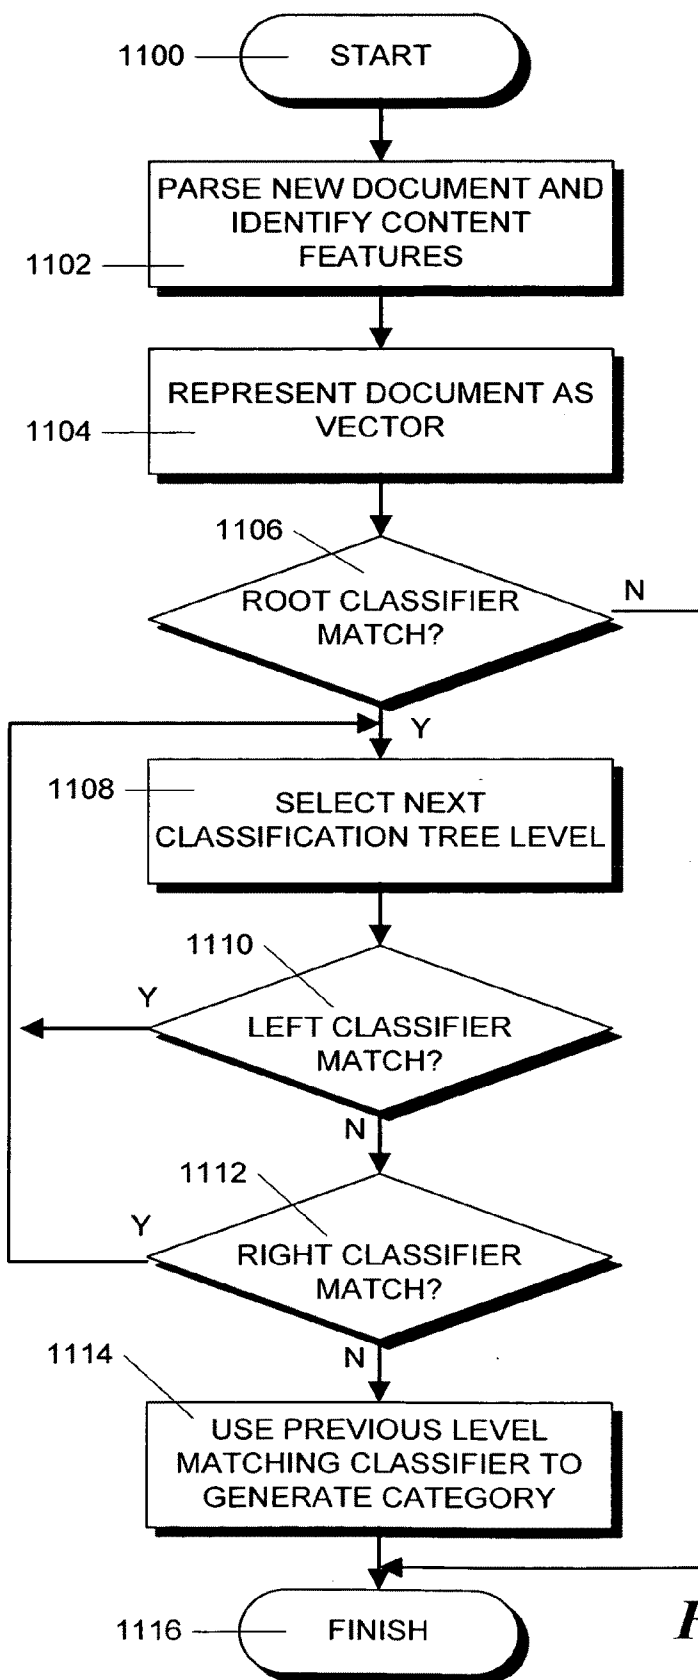 1100
START
PARSE NEW DOCUMENT AND
IDENTIFY CONTENT
FEATURES
1102
REPRESENT DOCUMENT AS
VECTOR
1104
1106
ROOT CLASSIFIER
MATCH?
N
Y
1108
SELECT NEXT
CLASSIFICATION TREE LEVEL
1110
Y
LEFT CLASSIFIER
MATCH?
N
1112
Y
RIGHT CLASSIFIER
MATCH?
N
1114
USE PREVIOUS LEVEL
MATCHING CLASSIFIER TO
GENERATE CATEGORY
1116
FINISH